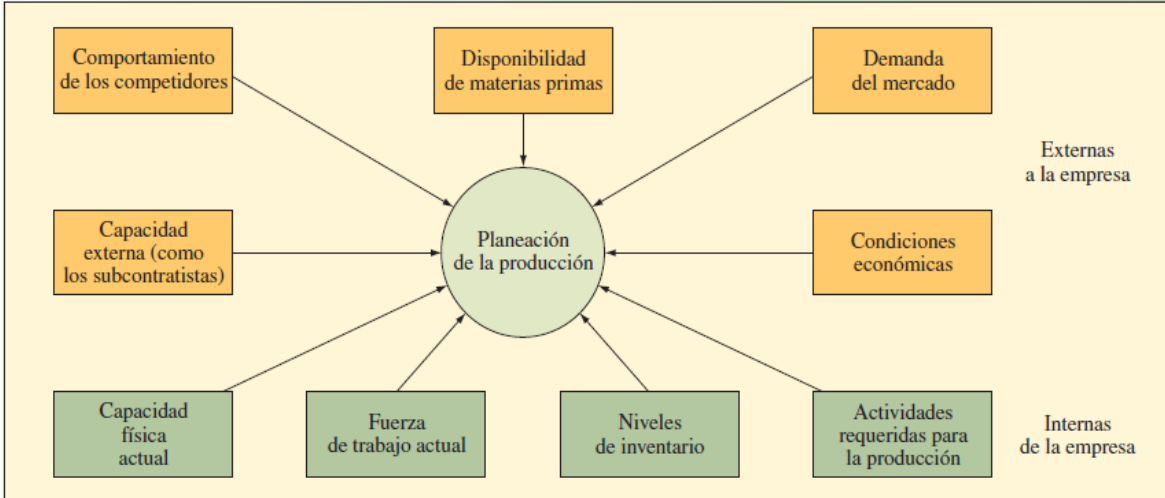 Comportamiento
de los competidores
Disponibilidad
de materias primas
Demanda
del mercado
Externas
a la empresa
Capacidad
externa (como
los subcontratistas)
Planeación
de la producción
Condiciones
económicas
Capacidad
física
actual
Fuerza
de trabajo actual
Niveles
de inventario
Actividades
requeridas para
la producción
Internas
de la empresa